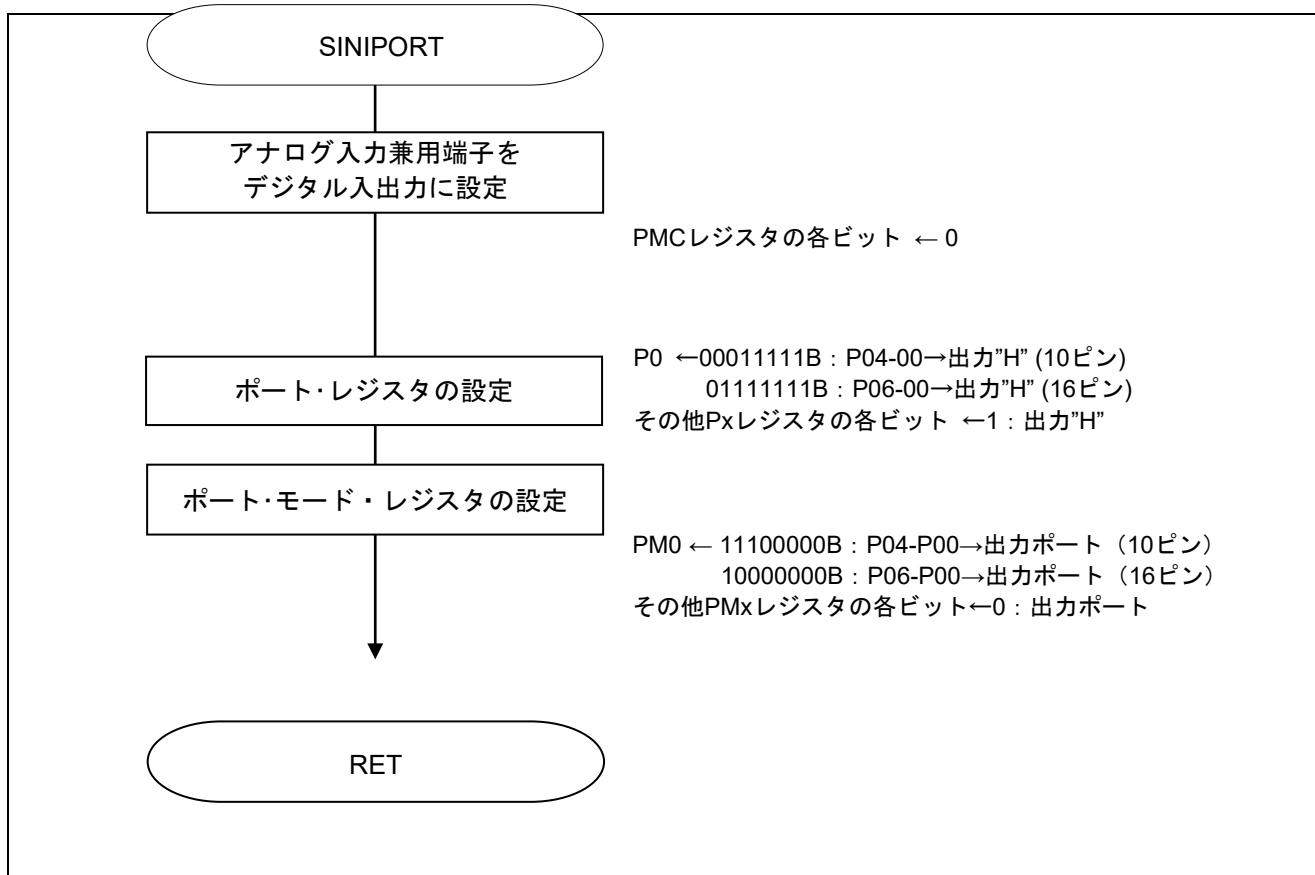 SINIPORT
アナログ入力兼用端子を
デジタル入出力に設定
PMCレジスタの各ビット ← 0
ポート･レジスタの設定
P0 ←00011111B：P04-00→出力”H” (10ピン)
01111111B：P06-00→出力”H” (16ピン)
その他Pxレジスタの各ビット ←1：出力”H”
ポート･モード・レジスタの設定
PM0 ← 11100000B：P04-P00→出力ポート（10ピン）
10000000B：P06-P00→出力ポート（16ピン）
その他PMxレジスタの各ビット←0：出力ポート
RET